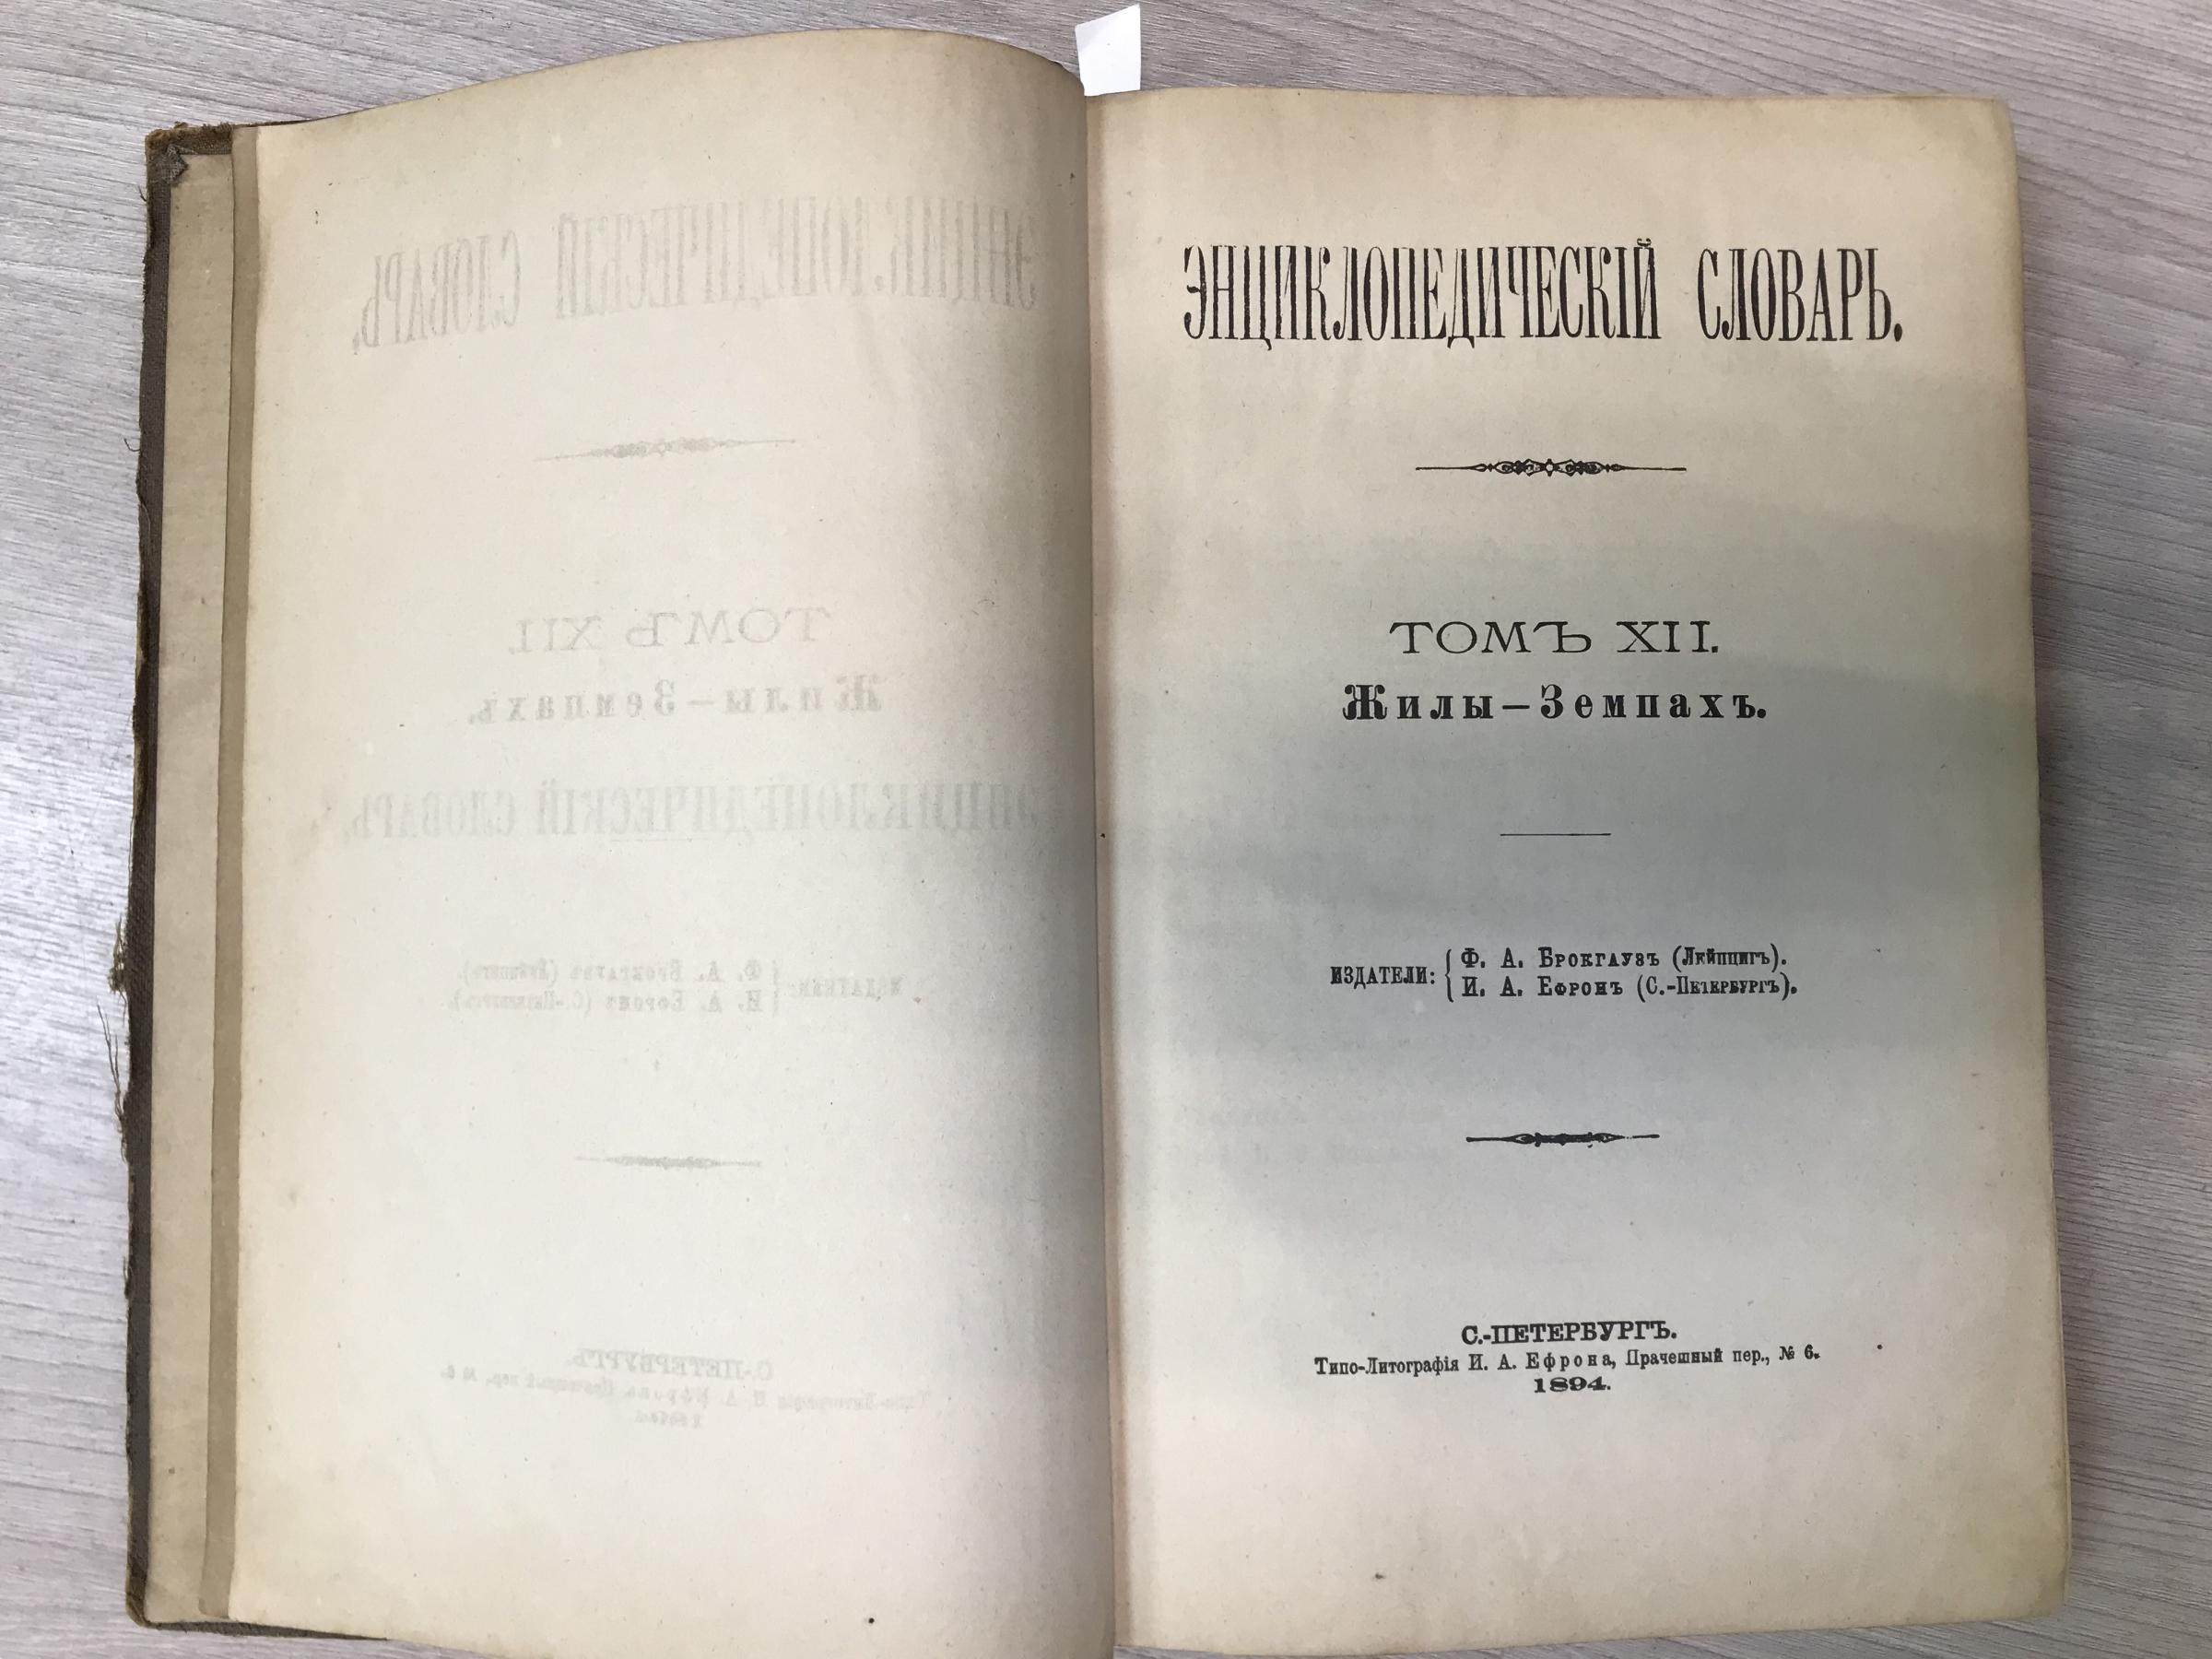 ЭНЦИКЛОПЕДИЧЕСКІЙ СЛОВАРЬ.
ТОМЪ XII.
Жилы—Земпахъ.
ИЗДАТЕЛИ: { Ф. А. Брокгаузъ (Лейпцигъ).
И. А. Ефронъ (С.-Петербургъ).
С.-ПЕТЕРБУРГЪ.
Типо-Литографія И. А. Ефрона, Прачешный пер., № 6.
1894.